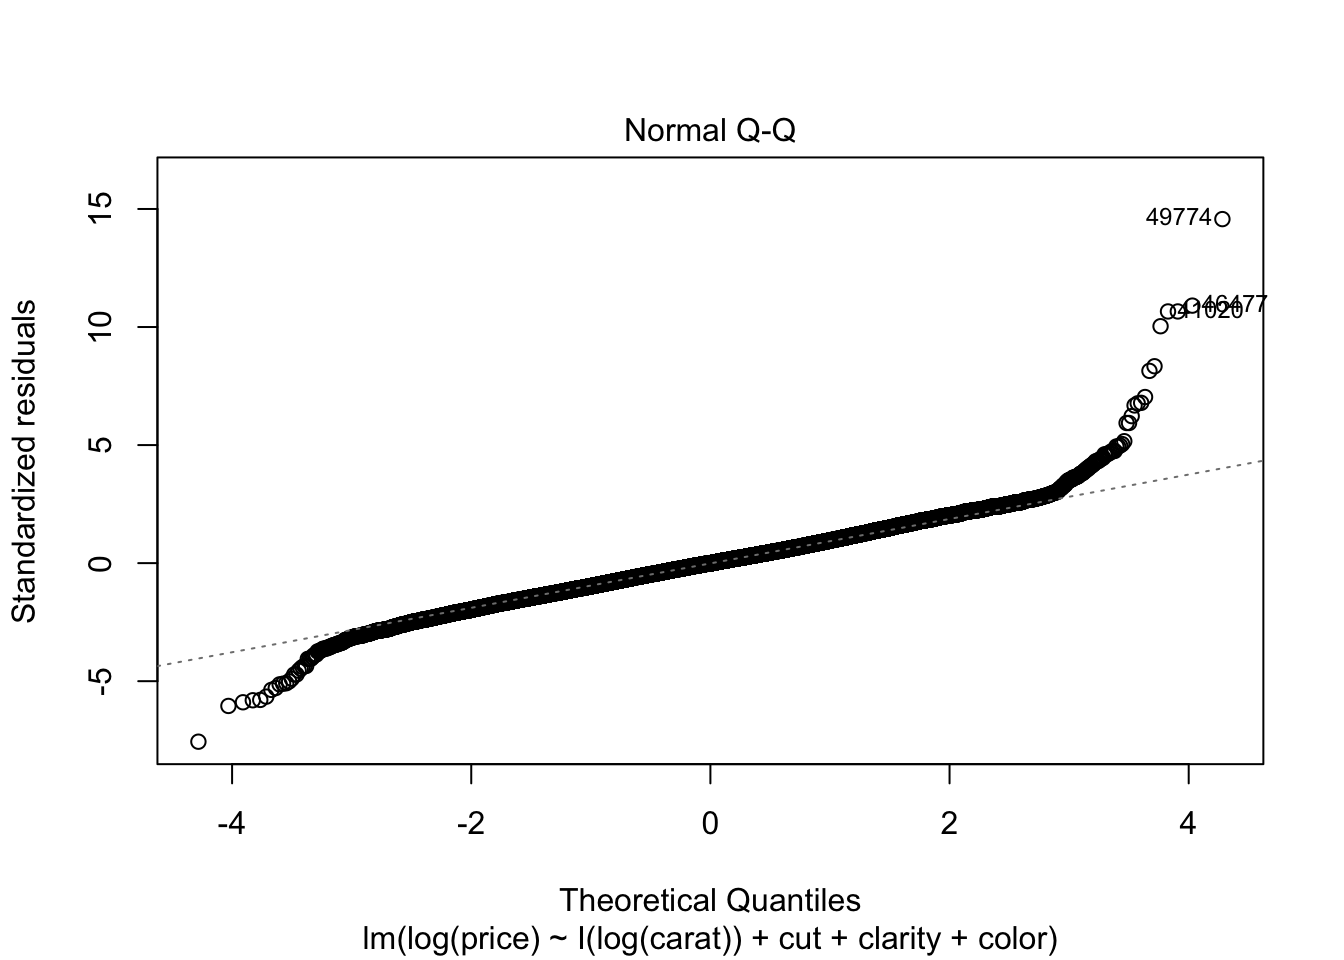 Normal Q-Q
Standardized residuals
15
10
5
0
-5
49774
46477
41020
-4 -2 0 2 4
Theoretical Quantiles
lm(log(price) ~ I(log(carat)) + cut + clarity + color)